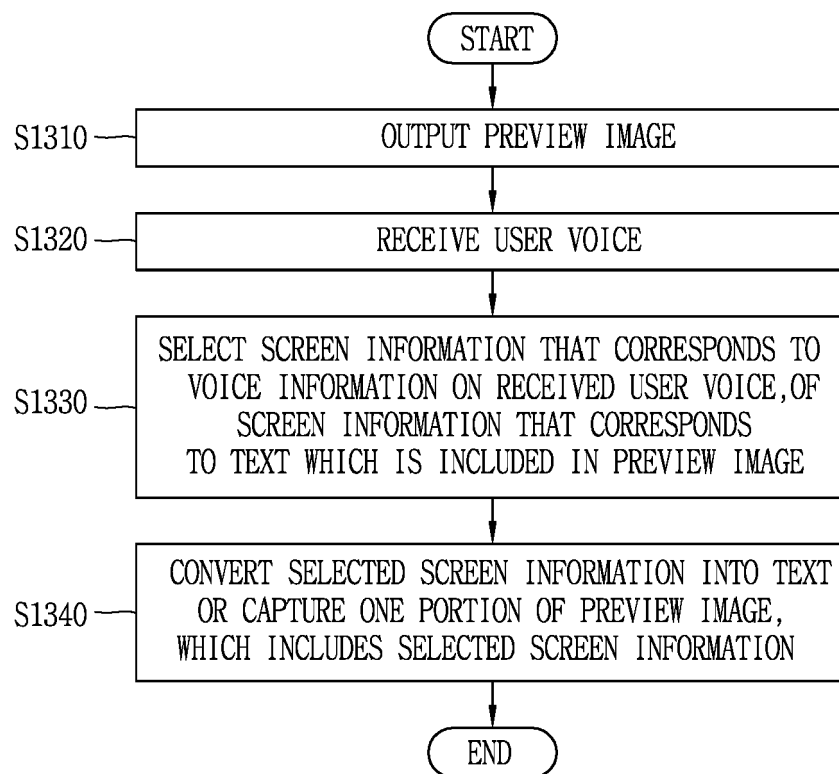 START
S1310
OUTPUT PREVIEW IMAGE
S1320
RECEIVE USER VOICE
S1330
SELECT SCREEN INFORMATION THAT CORRESPONDS TO
VOICE INFORMATION ON RECEIVED USER VOICE,OF
SCREEN INFORMATION THAT CORRESPONDS
TO TEXT WHICH IS INCLUDED IN PREVIEW IMAGE
S1340
CONVERT SELECTED SCREEN INFORMATION INTO TEXT
OR CAPTURE ONE PORTION OF PREVIEW IMAGE,
WHICH INCLUDES SELECTED SCREEN INFORMATION
END